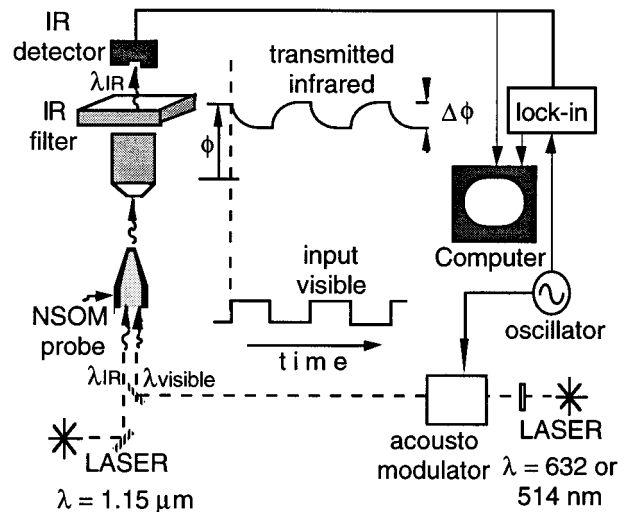 IR
detector
λIR
IR
filter
transmitted
infrared
ϕ
Δϕ
lock-in
Computer
input
visible
oscillator
NSOM
probe
time
λIR
λvisible
LASER
λ = 1.15 μm
acousto
modulator
LASER
λ = 632 or
514 nm